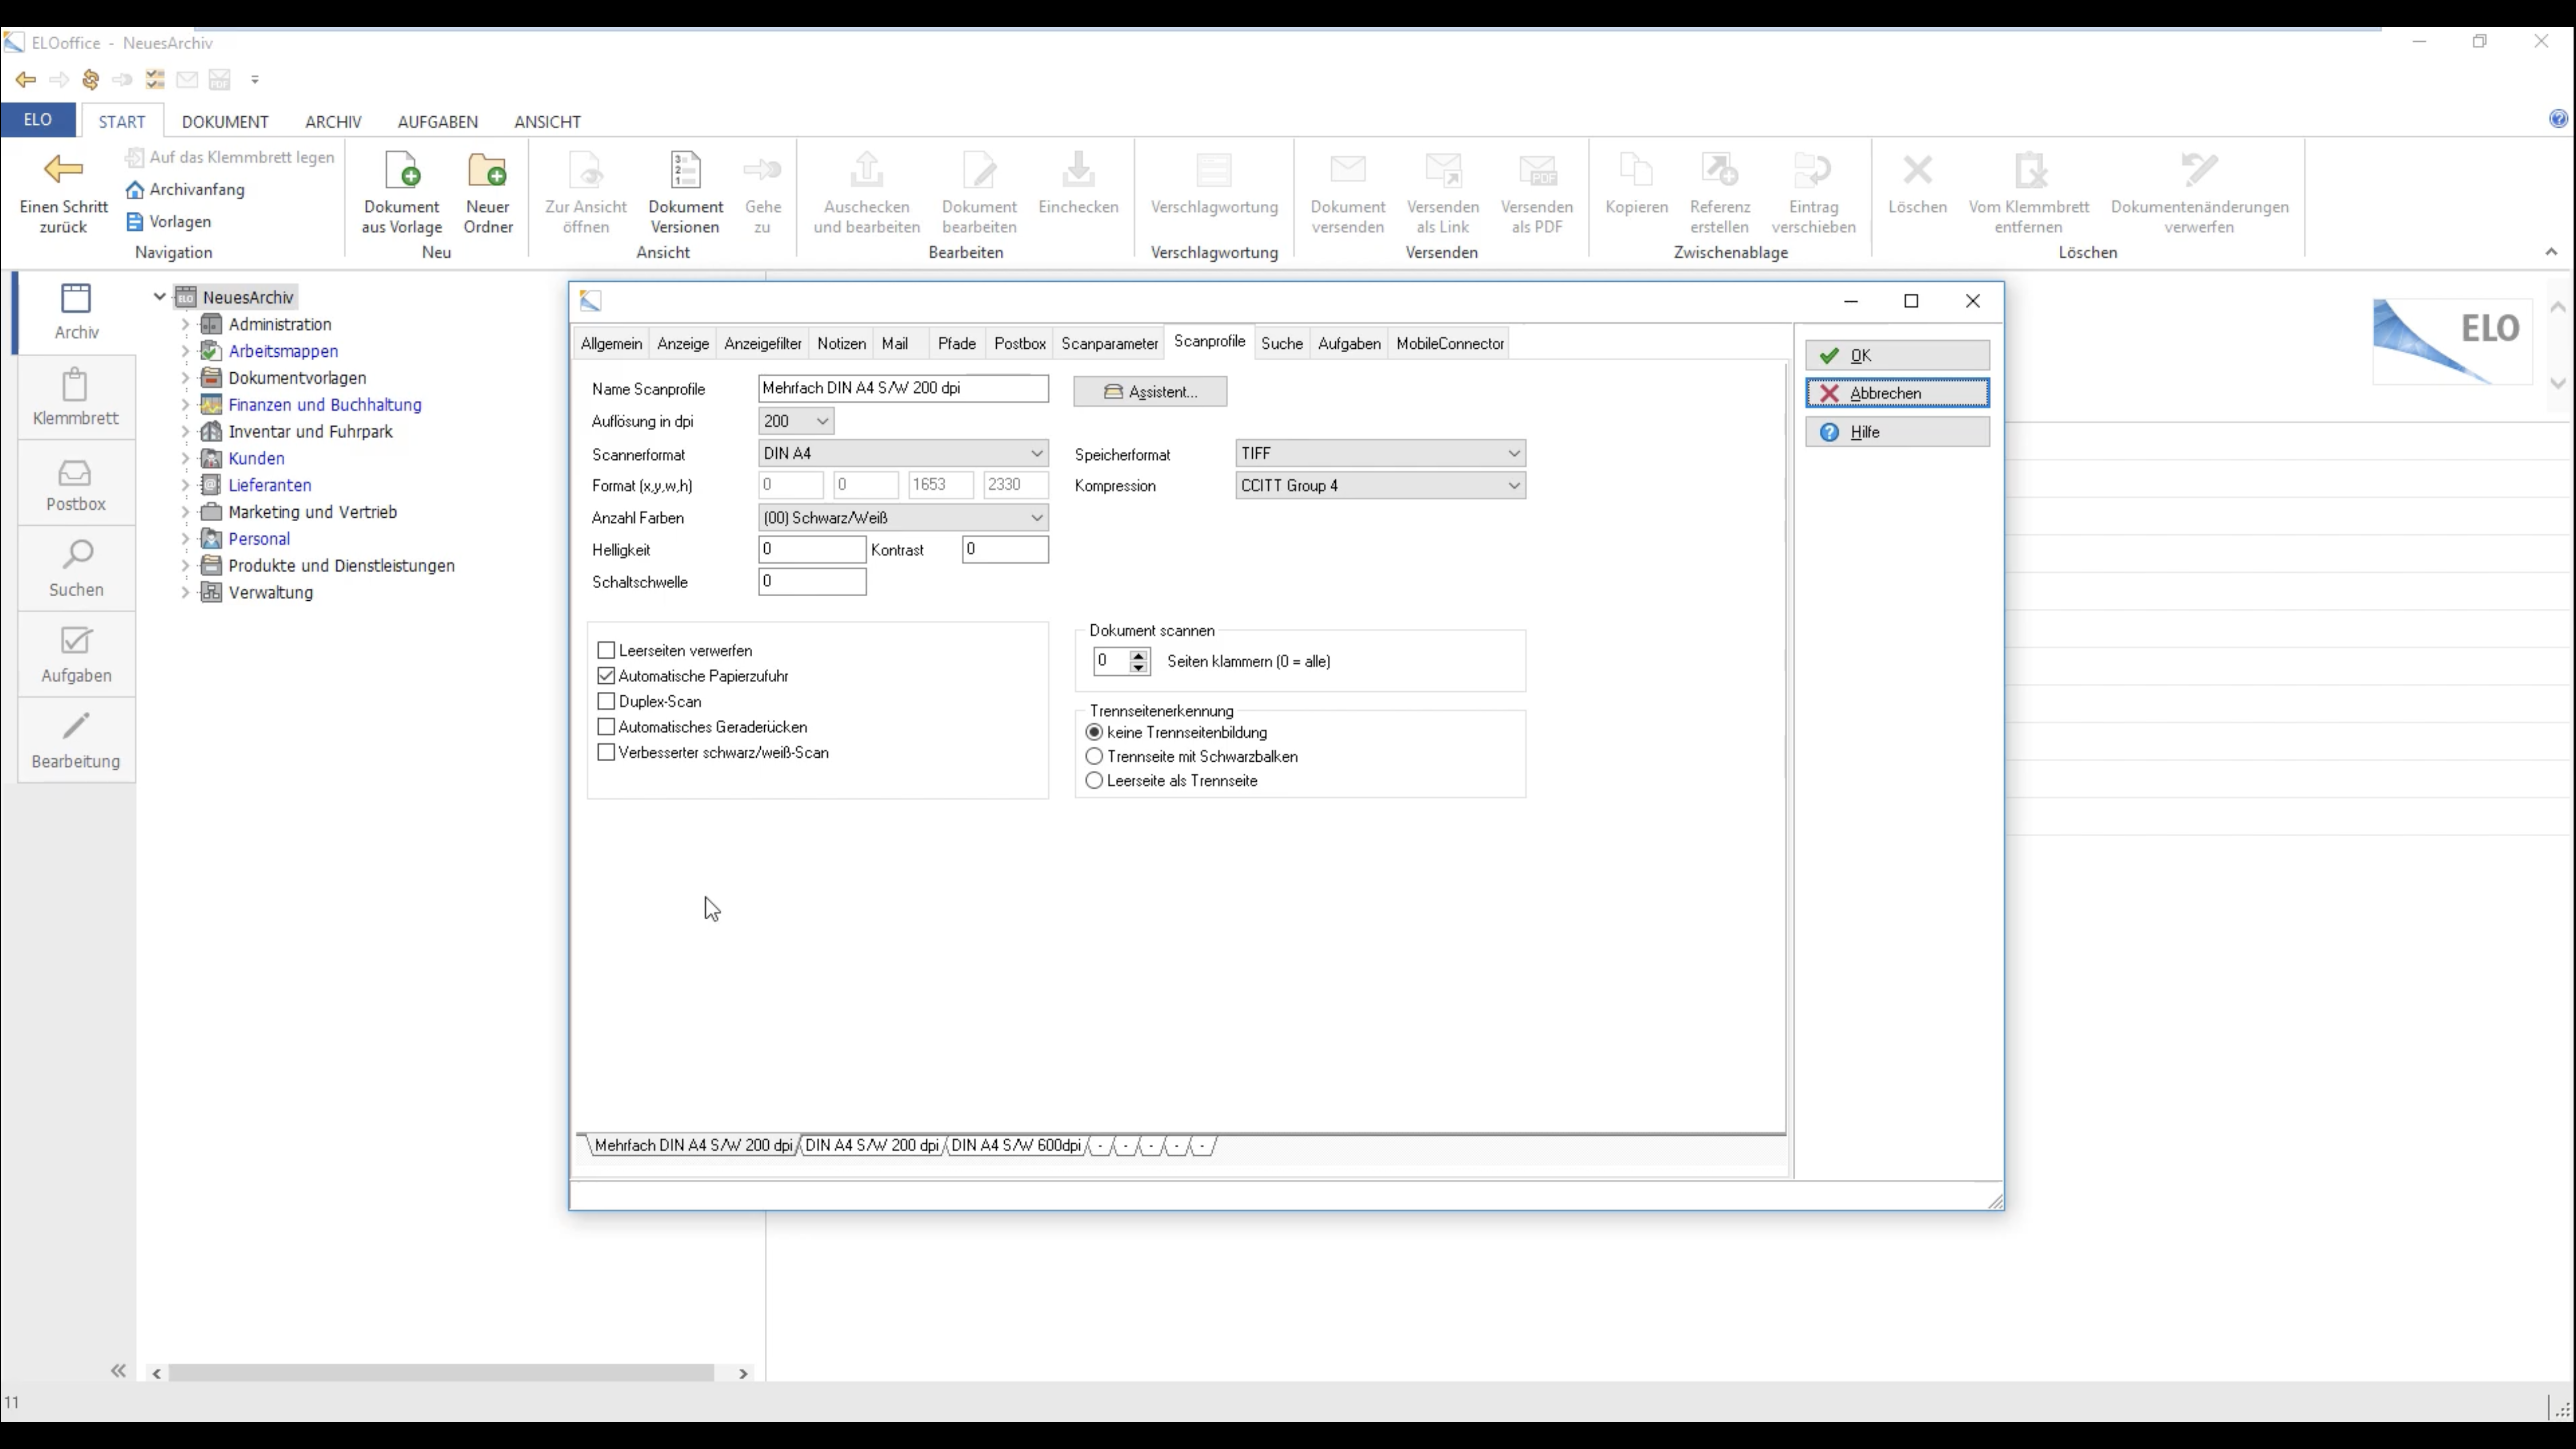 ELOoffice - NeuesArchiv
ELO START DOKUMENT ARCHIV AUFGABEN ANSICHT
Einen Schritt zurück
Auf das Klemmbrett legen
Archivanfang
Vorlagen
Navigation
Dokument aus Vorlage
Neuer Ordner
Neu
Zur Ansicht öffnen
Dokument Versionen
Gehe zu
Ansicht
Auschecken und bearbeiten
Dokument bearbeiten
Einchecken
Bearbeiten
Verschlagwortung
Verschlagwortung
Dokument versenden
Versenden als Link
Versenden als PDF
Versenden
Kopieren
Referenz erstellen
Eintrag verschieben
Zwischenablage
Löschen
Vom Klemmbrett entfernen
Dokumentenänderungen verwerfen
Löschen
Archiv
Klemmbrett
Postbox
Suchen
Aufgaben
Bearbeitung
NeuesArchiv
Administration
Arbeitsmappen
Dokumentvorlagen
Finanzen und Buchhaltung
Inventar und Fuhrpark
Kunden
Lieferanten
Marketing und Vertrieb
Personal
Produkte und Dienstleistungen
Verwaltung
ELO
Allgemein Anzeige Anzeigefilter Notizen Mail Pfade Postbox Scanparameter Scanprofile Suche Aufgaben MobileConnector
Name Scanprofile Mehrfach DIN A4 S/W 200 dpi Assistent...
Auflösung in dpi 200
Scannerformat DIN A4 Speicherformat TIFF
Format (x,y,w,h) 0 0 1653 2330 Kompression CCITT Group 4
Anzahl Farben (00) Schwarz/Weiß
Helligkeit 0 Kontrast 0
Schaltschwelle 0
Leerseiten verwerfen
Automatische Papierzufuhr
Duplex-Scan
Automatisches Geraderücken
Verbesserter schwarz/weiß-Scan
Dokument scannen
0 Seiten klammern (0 = alle)
Trennseitenerkennung
keine Trennseitenbildung
Trennseite mit Schwarzbalken
Leerseite als Trennseite
OK
Abbrechen
Hilfe
Mehrfach DIN A4 S/W 200 dpi DIN A4 S/W 200 dpi DIN A4 S/W 600dpi - - - - -
11